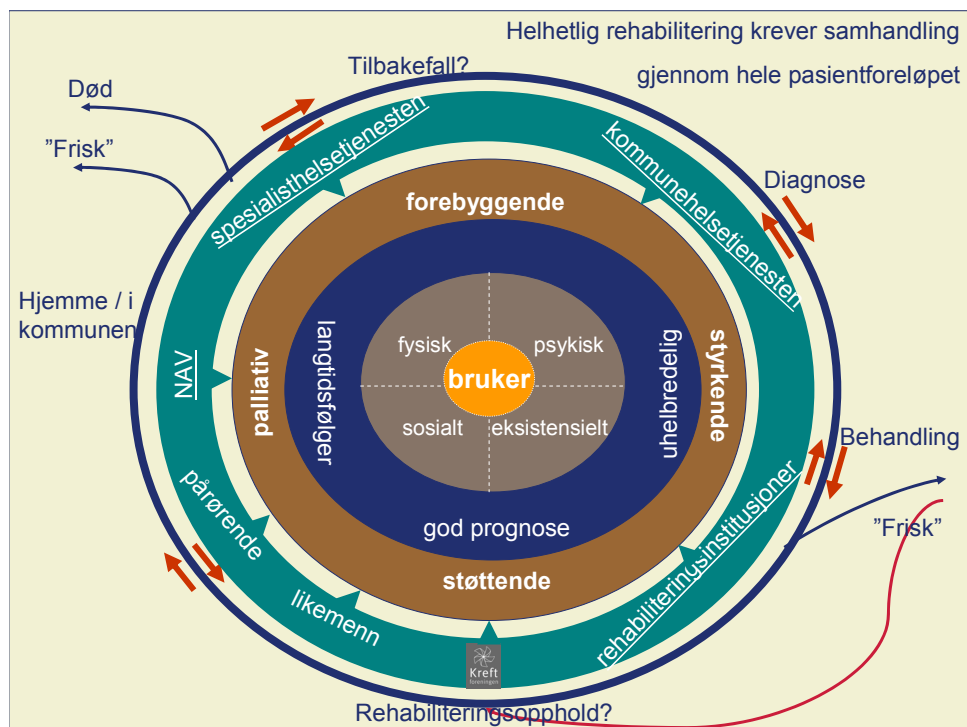 Helhetlig rehabilitering krever samhandling
gjennom hele pasientforeløpet
Tilbakefall?
Død
”Frisk”
spesialisthelsetjenesten
kommunehelsetjenesten
Diagnose
forebyggende
Hjemme / i
kommunen
NAV
palliativ
langtidsfølger
fysisk
psykisk
bruker
sosialt
eksistensielt
uhelbredelig
styrkende
Behandling
”Frisk”
god prognose
støttende
pårørende
likemenn
rehabiliteringsinstitusjoner
Kreft
foreningen
Rehabiliteringsopphold?